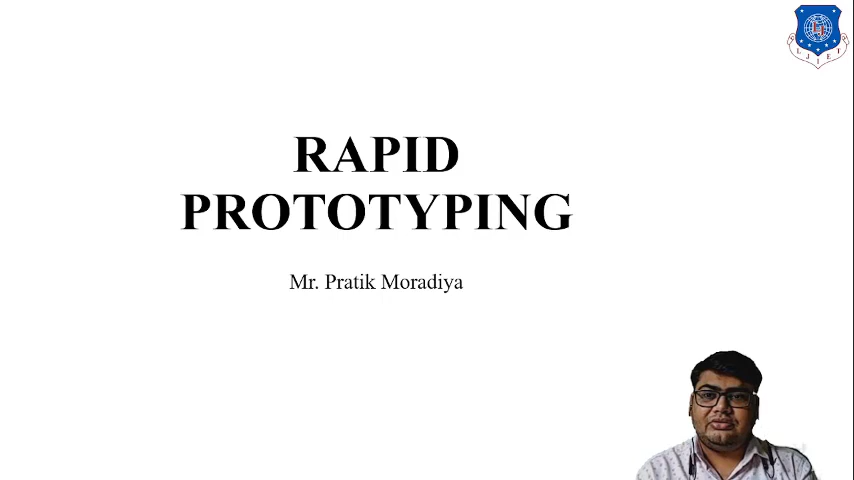 RAPID
PROTOTYPING
Mr. Pratik Moradiya
L J I E T